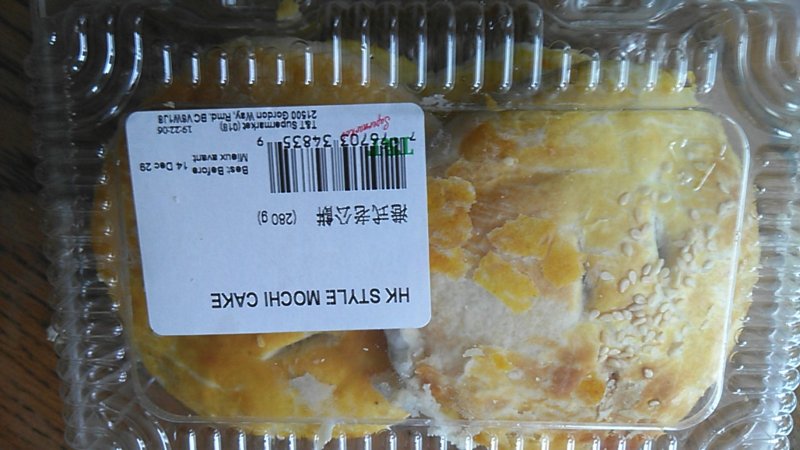 HK STYLE MOCHI CAKE
港式老公餅 (280 g)
7 76703 34835 9
T&T
Supermarket
Best Before 14 Dec 29
Mieux avant
19:22:06
T&T Supermarket (018)
21500 Gordon Way, Rmd, BC V6W1J8